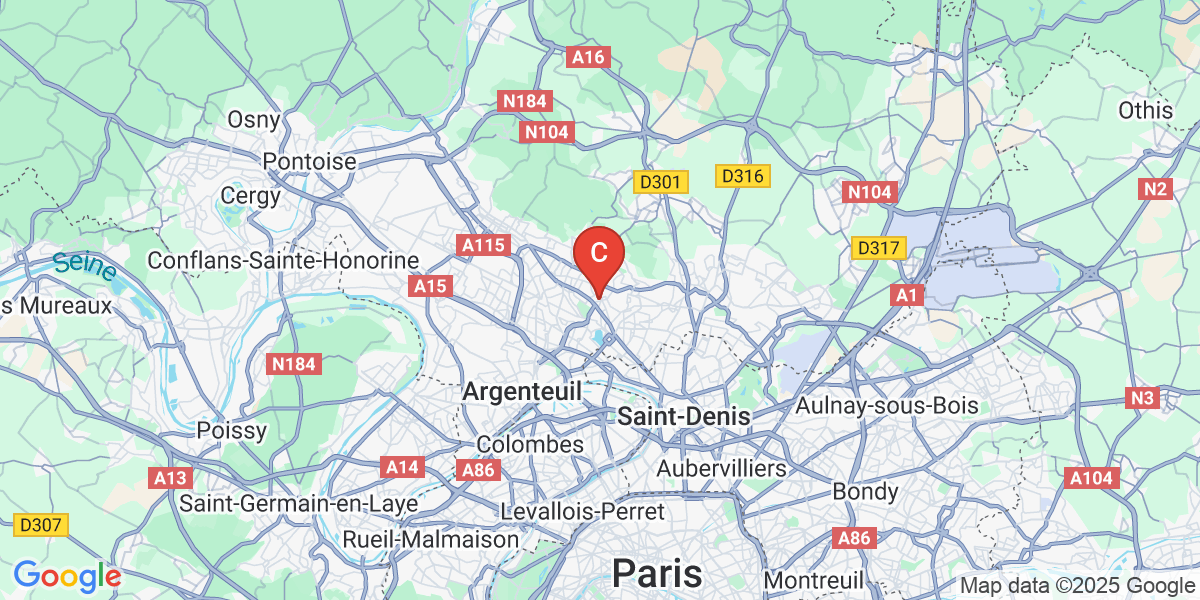 A16
N184
Osny
N104
Othis
Pontoise
D301
D316
N104
N2
Cergy
A115
D317
Seine
Conflans-Sainte-Honorine
C
A15
A1
s Mureaux
N184
Argenteuil
N3
Saint-Denis
Aulnay-sous-Bois
Poissy
Colombes
A13
A14
A86
Aubervilliers
A104
Bondy
Saint-Germain-en-Laye
Levallois-Perret
D307
Rueil-Malmaison
A86
Paris
Montreuil
Google
Map data ©2025 Google